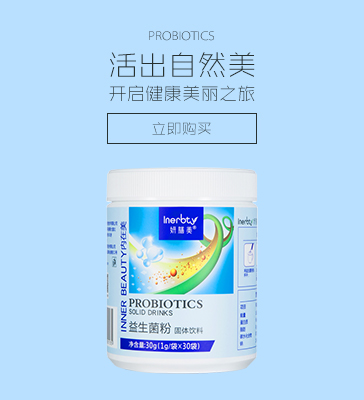 PROBIOTICS
活出自然美
开启健康美丽之旅
立即购买
Inerbty
妍膳美®
INNER BEAUTY内在美
PROBIOTICS
SOLID DRINKS
益生菌粉 固体饮料
净含量:30g(1g/袋×30袋)